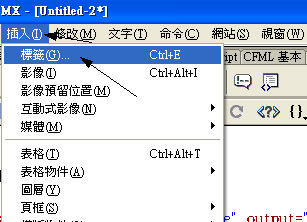 MX - [Untitled-2*]
插入(I) 修改(M) 文字(T) 命令(C) 網站(S) 視窗(W)
標籤(G)... Ctrl+E
影像(I) Ctrl+Alt+I
影像預留位置(M)
互動式影像(N)
媒體(M)
表格(T) Ctrl+Alt+T
表格物件(A)
圖層(Y)
頁框(S)
CFML 基本
<?> {}
output=